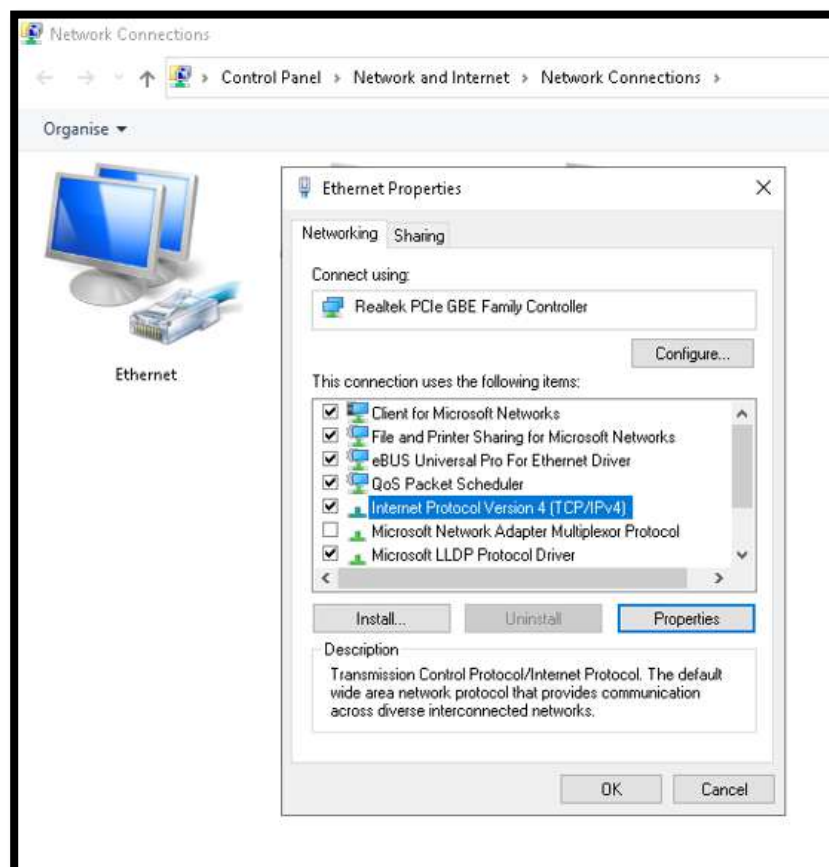 Network Connections
Control Panel > Network and Internet > Network Connections >
Organise
Ethernet
Ethernet Properties
Networking
Sharing
Connect using:
Realtek PCIe GBE Family Controller
Configure...
This connection uses the following items:
Client for Microsoft Networks
File and Printer Sharing for Microsoft Networks
eBUS Universal Pro For Ethernet Driver
QoS Packet Scheduler
Internet Protocol Version 4 (TCP/IPv4)
Microsoft Network Adapter Multiplexor Protocol
Microsoft LLDP Protocol Driver
Install...
Uninstall
Properties
Description
Transmission Control Protocol/Internet Protocol. The default
wide area network protocol that provides communication
across diverse interconnected networks.
OK
Cancel